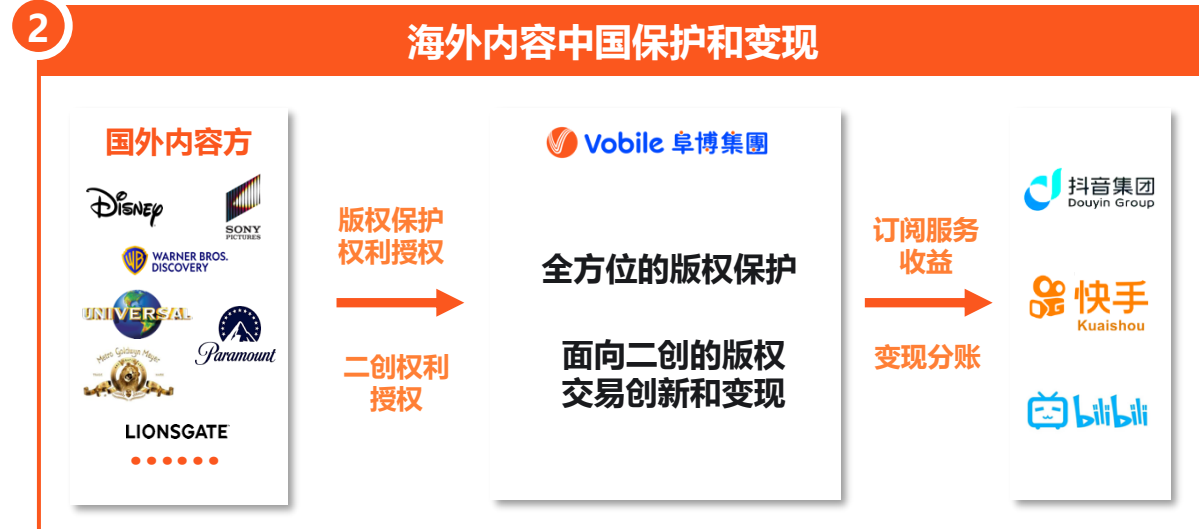 2
海外内容中国保护和变现
国外内容方
DISNEY
SONY
PICTURES
WARNER BROS.
DISCOVERY
UNIVERSAL
Paramount
Metro Goldwyn Mayer
LIONSGATE
版权保护
权利授权
二创权利
授权
Vobile 阜博集團
全方位的版权保护
面向二创的版权
交易创新和变现
订阅服务
收益
变现分账
抖音集团
Douyin Group
快手
Kuaishou
bilibili